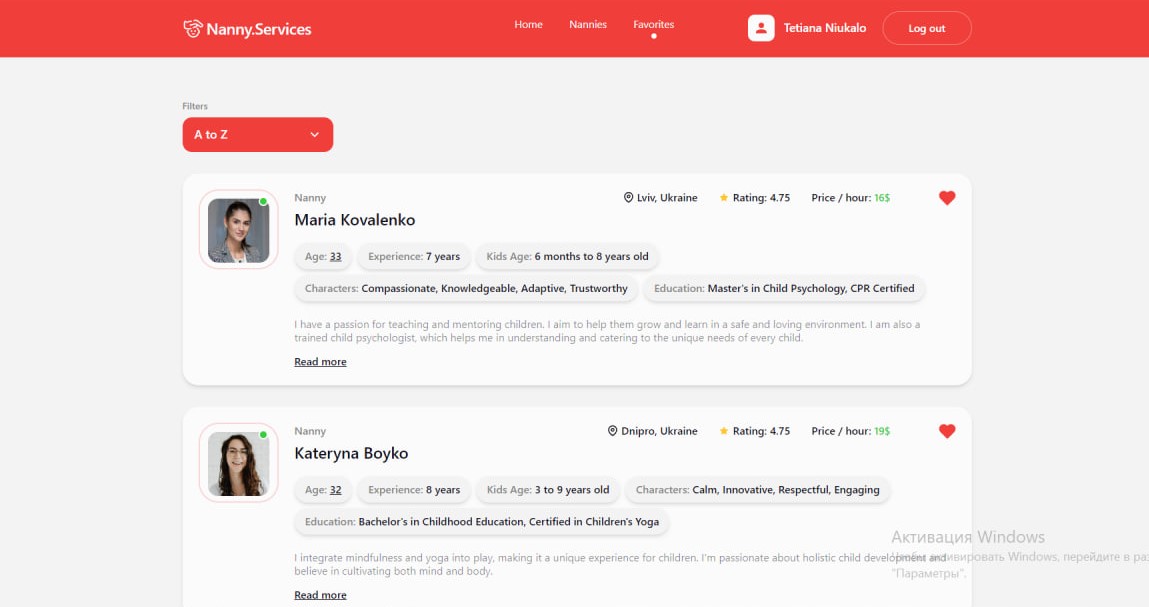 Nanny.Services
Home Nannies Favorites
Tetiana Niukalo
Log out
Filters
A to Z
Nanny
Lviv, Ukraine Rating: 4.75 Price / hour: 16$
Maria Kovalenko
Age: 33 Experience: 7 years Kids Age: 6 months to 8 years old
Characters: Compassionate, Knowledgeable, Adaptive, Trustworthy Education: Master's in Child Psychology, CPR Certified
I have a passion for teaching and mentoring children. I aim to help them grow and learn in a safe and loving environment. I am also a
trained child psychologist, which helps me in understanding and catering to the unique needs of every child.
Read more
Nanny
Dnipro, Ukraine Rating: 4.75 Price / hour: 19$
Kateryna Boyko
Age: 32 Experience: 8 years Kids Age: 3 to 9 years old Characters: Calm, Innovative, Respectful, Engaging
Education: Bachelor's in Childhood Education, Certified in Children's Yoga
I integrate mindfulness and yoga into play, making it a unique experience for children. I'm passionate about holistic child development and
believe in cultivating both mind and body.
Read more
Активация Windows
Чтобы активировать Windows, перейдите в раз
"Параметры".